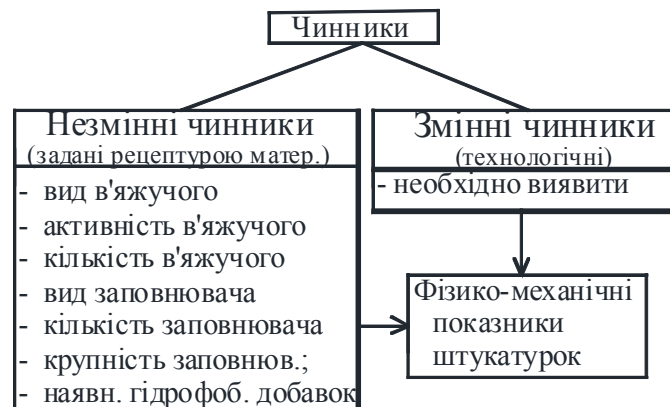 Чинники
Незмінні чинники
(задані рецептурою матер.)
- вид в'яжучого
- активність в'яжучого
- кількість в'яжучого
- вид заповнювача
- кількість заповнювача
- крупність заповнюв.;
- наявн. гідрофоб. добавок
Змінні чинники
(технологічні)
- необхідно виявити
Фізико-механічні
показники
штукатурок